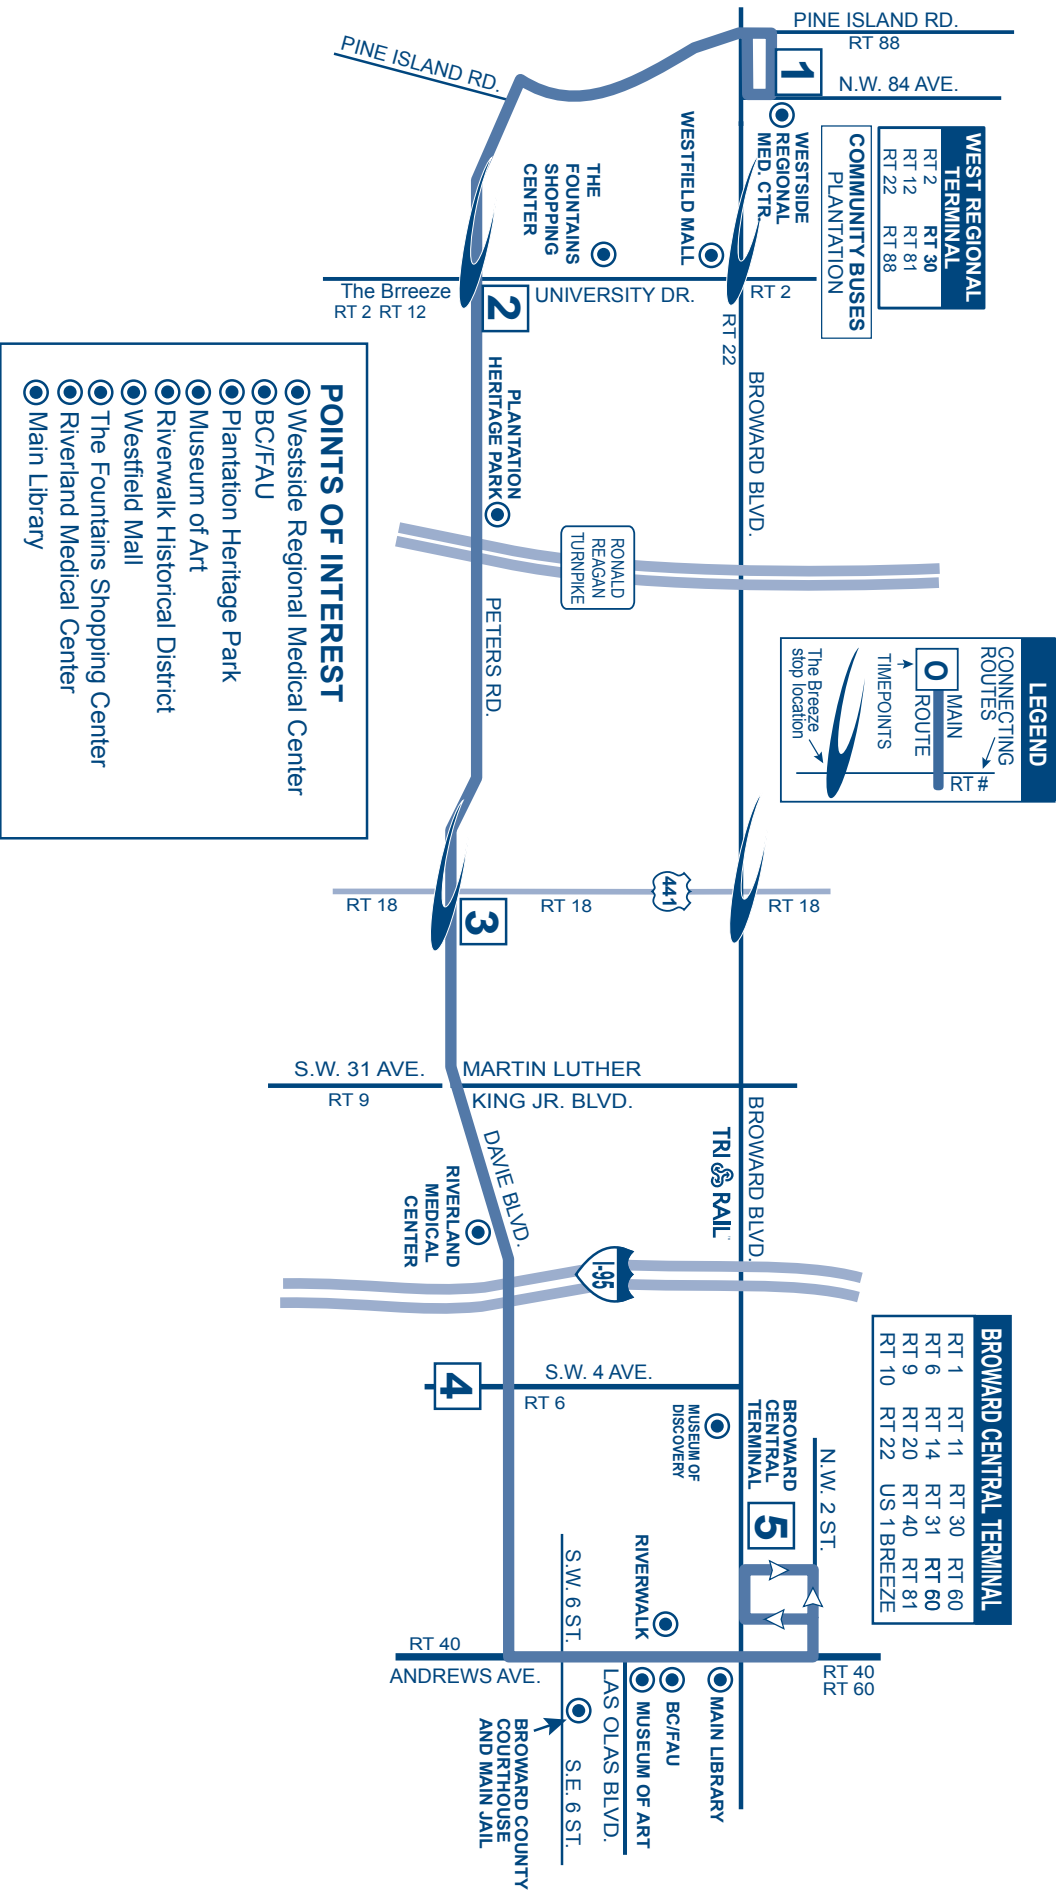 PINE ISLAND RD.
RT 88
N.W. 84 AVE.
1
WESTSIDE
REGIONAL
MED. CTR.
WEST REGIONAL
TERMINAL
RT 2 RT 30
RT 12 RT 81
RT 22 RT 88
COMMUNITY BUSES
PLANTATION
PINE ISLAND RD.
WESTFIELD MALL
THE
FOUNTAINS
SHOPPING
CENTER
The Brreeze
RT 2 RT 12
UNIVERSITY DR.
RT 2
RT 22
2
BROWARD BLVD.
PLANTATION
HERITAGE PARK
RONALD
REAGAN
TURNPIKE
PETERS RD.
LEGEND
CONNECTING
ROUTES
RT #
0
MAIN
ROUTE
TIMEPOINTS
The Breeze
stop location
POINTS OF INTEREST
Westside Regional Medical Center
BC/FAU
Plantation Heritage Park
Museum of Art
Riverwalk Historical District
Westfield Mall
The Fountains Shopping Center
Riverland Medical Center
Main Library
RT 18
RT 18
441
RT 18
3
S.W. 31 AVE.
RT 9
MARTIN LUTHER
KING JR. BLVD.
BROWARD BLVD.
TRI RAIL
DAVIE BLVD.
RIVERLAND
MEDICAL
CENTER
I-95
BROWARD CENTRAL TERMINAL
RT 1 RT 11 RT 30 RT 60
RT 6 RT 14 RT 31 RT 60
RT 9 RT 20 RT 40 RT 81
RT 10 RT 22 US 1 BREEZE
4
S.W. 4 AVE.
RT 6
MUSEUM OF
DISCOVERY
BROWARD
CENTRAL
TERMINAL
5
N.W. 2 ST.
RIVERWALK
S.W. 6 ST.
RT 40
ANDREWS AVE.
RT 40
RT 60
LAS OLAS BLVD.
MAIN LIBRARY
BC/FAU
MUSEUM OF ART
S.E. 6 ST.
BROWARD COUNTY
COURTHOUSE
AND MAIN JAIL